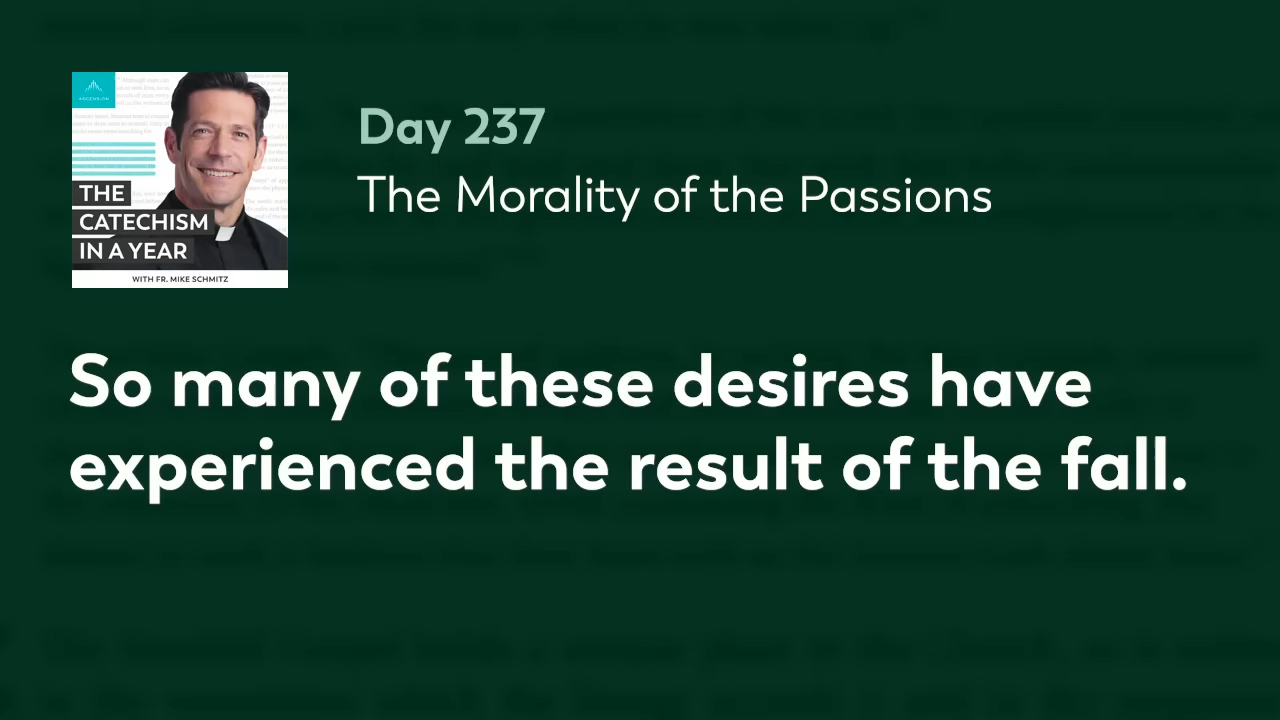 ASCENSION
THE
CATECHISM
IN A YEAR
WITH FR. MIKE SCHMITZ
Day 237
The Morality of the Passions
So many of these desires have
experienced the result of the fall.